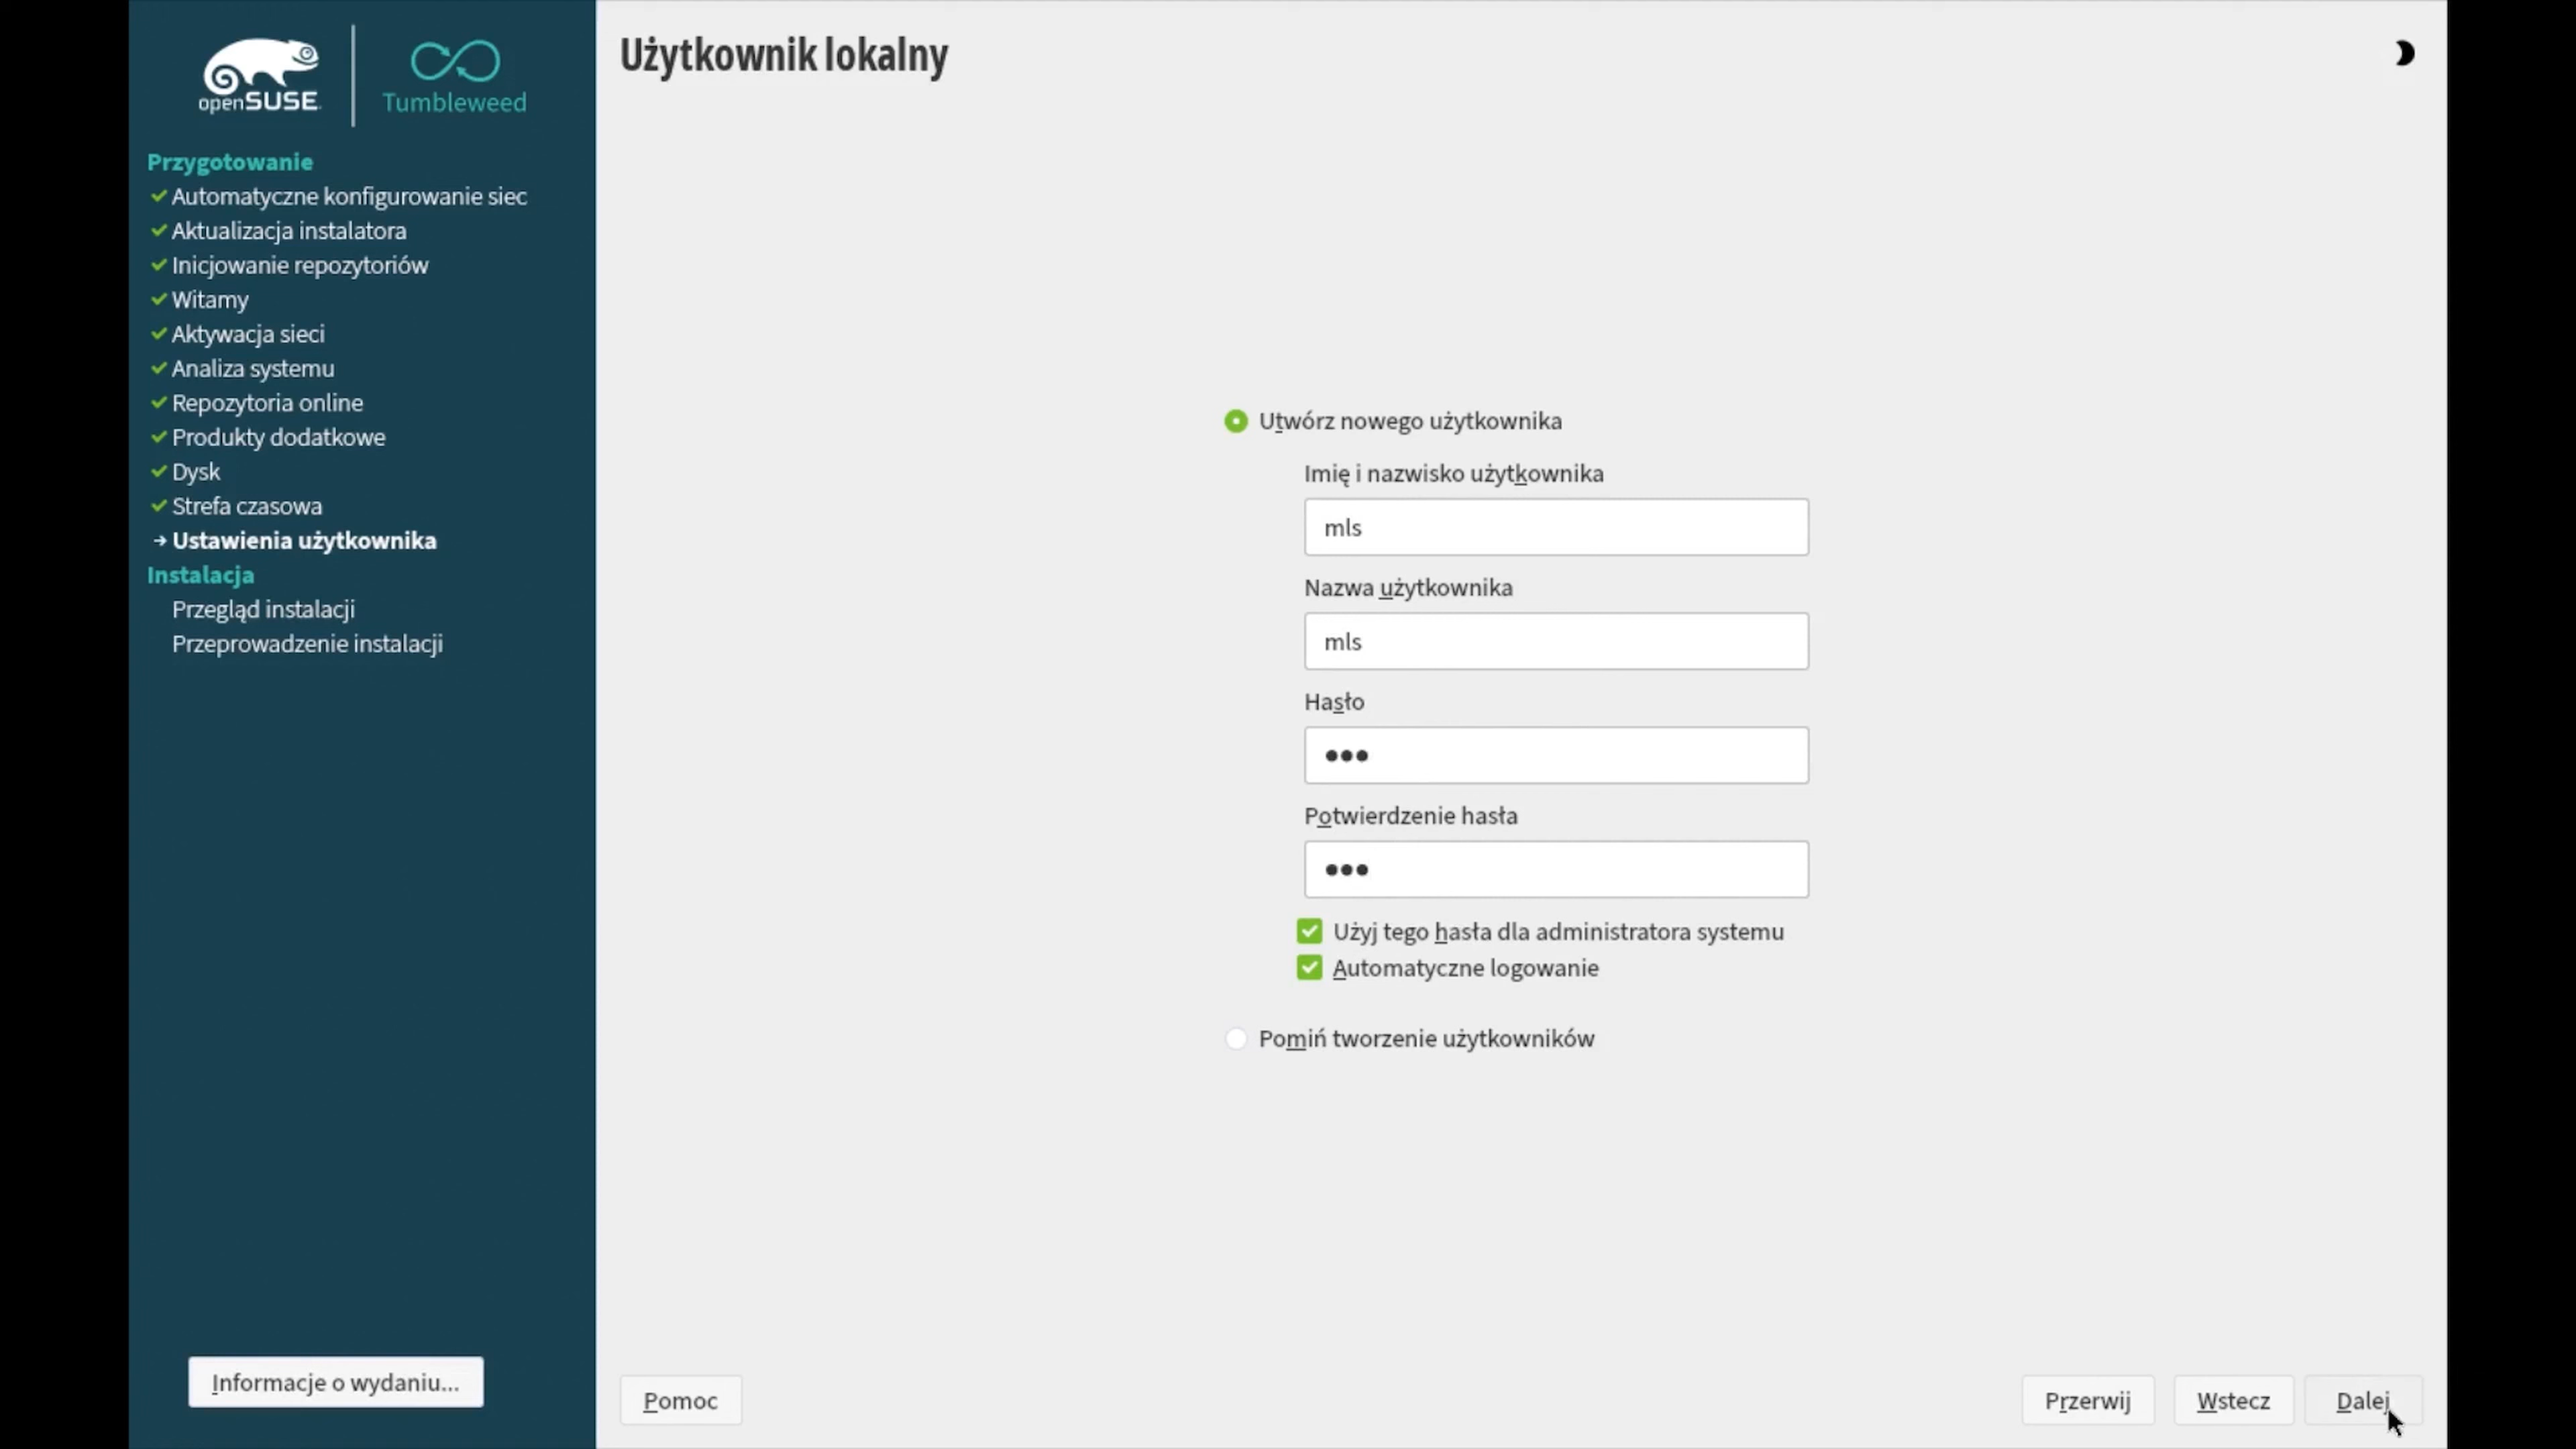 openSUSE
Tumbleweed
Przygotowanie
Automatyczne konfigurowanie siec
Aktualizacja instalatora
Inicjowanie repozytoriów
Witamy
Aktywacja sieci
Analiza systemu
Repozytoria online
Produkty dodatkowe
Dysk
Strefa czasowa
Ustawienia użytkownika
Instalacja
Przegląd instalacji
Przeprowadzenie instalacji
Informacje o wydaniu...
Użytkownik lokalny
Utwórz nowego użytkownika
Imię i nazwisko użytkownika
mls
Nazwa użytkownika
mls
Hasło
●●●
Potwierdzenie hasła
●●●
Użyj tego hasła dla administratora systemu
Automatyczne logowanie
Pomiń tworzenie użytkowników
Pomoc
Przerwij
Wstecz
Dalej